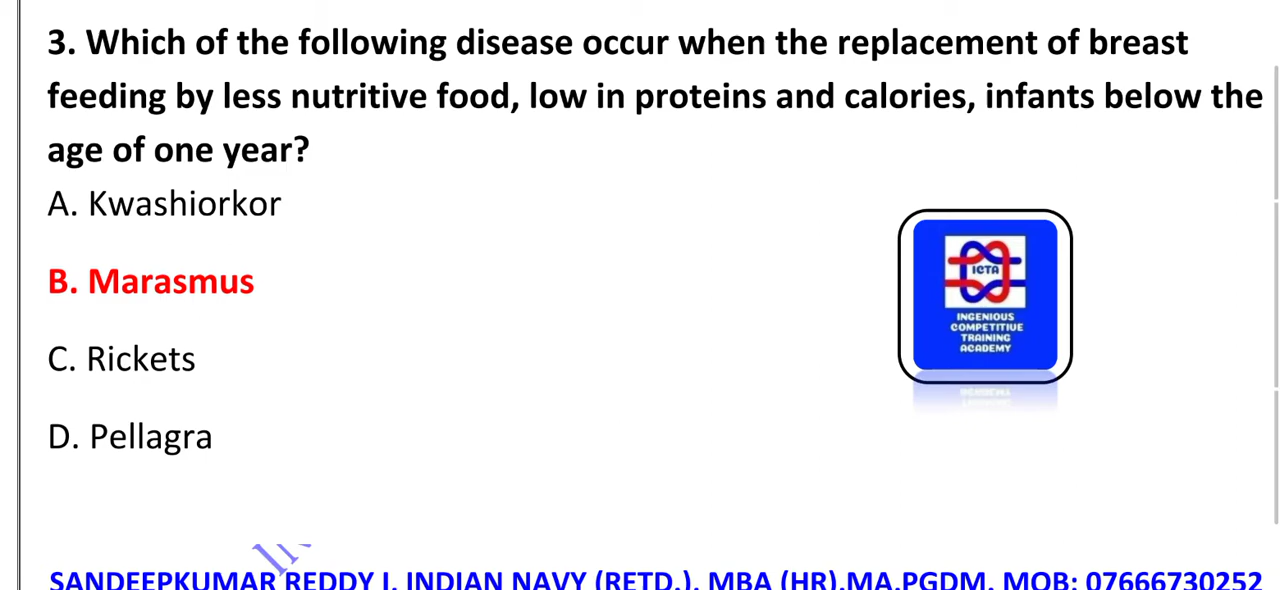 3. Which of the following disease occur when the replacement of breast
feeding by less nutritive food, low in proteins and calories, infants below the
age of one year?
A. Kwashiorkor
B. Marasmus
ICTA
INGENIOUS
COMPETITIVE
TRAINING
ACADEMY
C. Rickets
D. Pellagra
SANDEEPKUMAR REDDY J, INDIAN NAVY (RETD.), MBA (HR),MA,PGDM, MOB: 07666730252